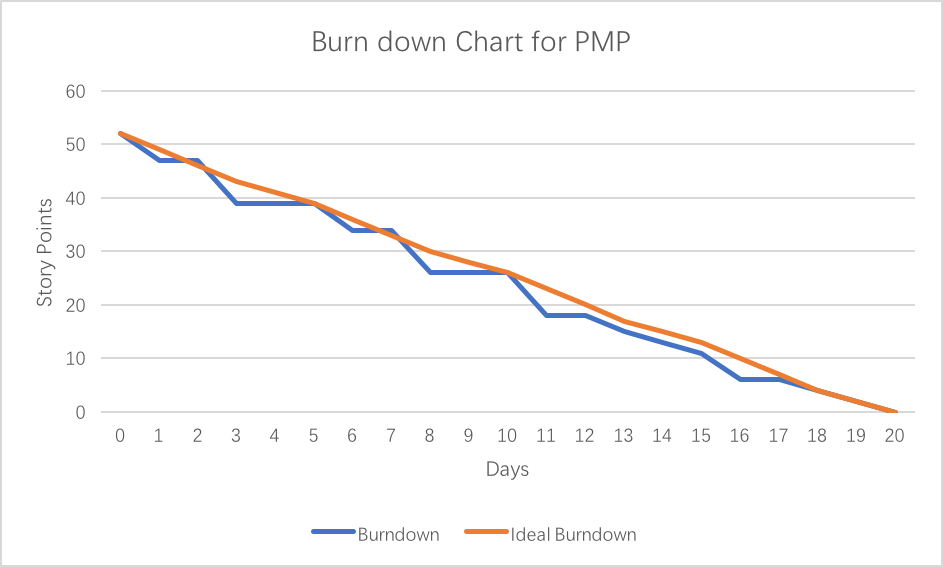 Burn down Chart for PMP
60
50
40
30
20
10
0
Story Points
0 1 2 3 4 5 6 7 8 9 10 11 12 13 14 15 16 17 18 19 20
Days
Burndown Ideal Burndown